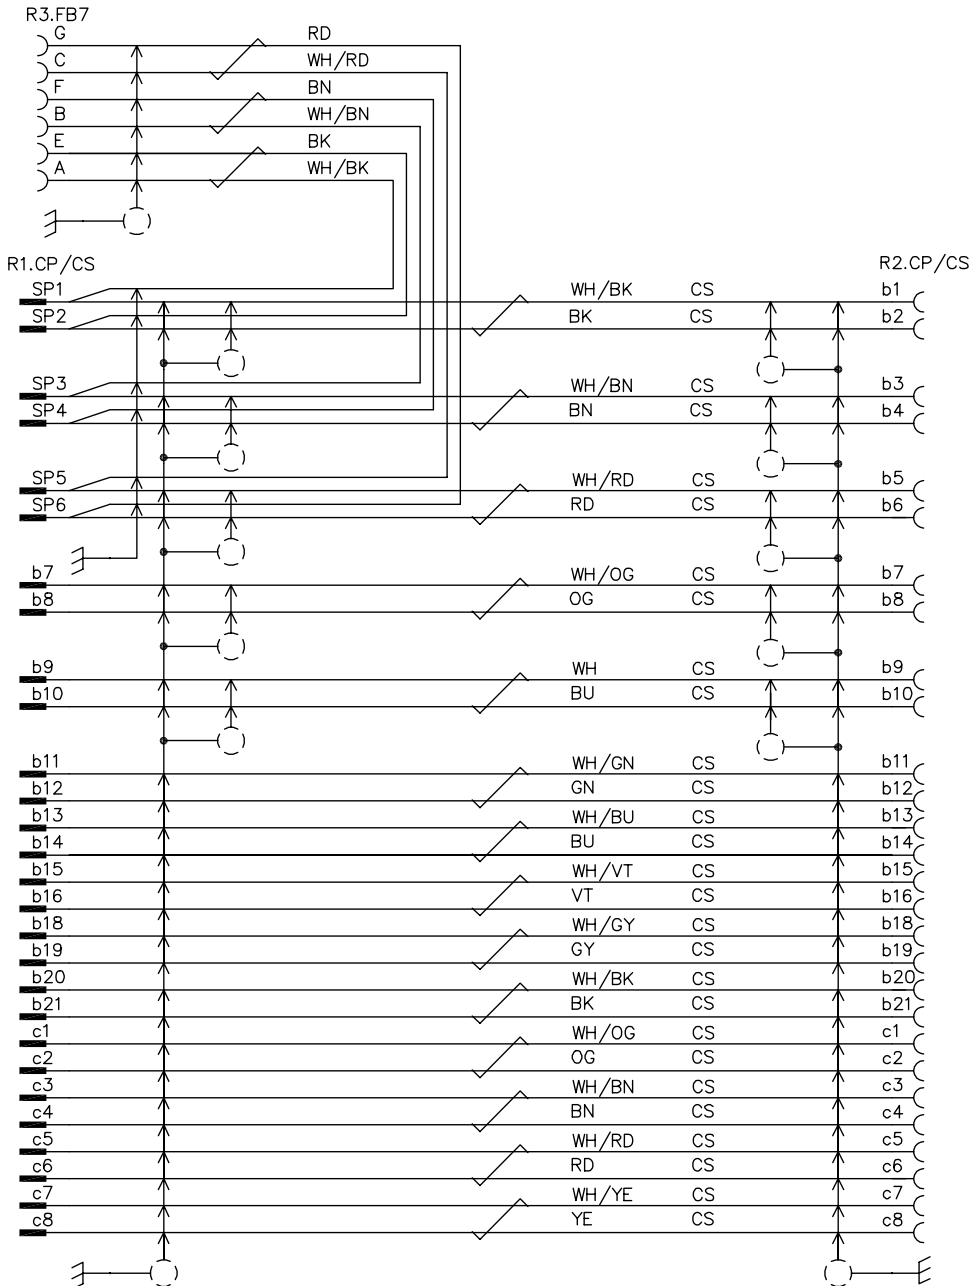 R3.FB7
G RD
C WH/RD
F BN
B WH/BN
E BK
A WH/BK
R1.CP/CS R2.CP/CS
SP1 WH/BK CS b1
SP2 BK CS b2
SP3 WH/BN CS b3
SP4 BN CS b4
SP5 WH/RD CS b5
SP6 RD CS b6
b7 WH/OG CS b7
b8 OG CS b8
b9 WH CS b9
b10 BU CS b10
b11 WH/GN CS b11
b12 GN CS b12
b13 WH/BU CS b13
b14 BU CS b14
b15 WH/VT CS b15
b16 VT CS b16
b18 WH/GY CS b18
b19 GY CS b19
b20 WH/BK CS b20
b21 BK CS b21
c1 WH/OG CS c1
c2 OG CS c2
c3 WH/BN CS c3
c4 BN CS c4
c5 WH/RD CS c5
c6 RD CS c6
c7 WH/YE CS c7
c8 YE CS c8